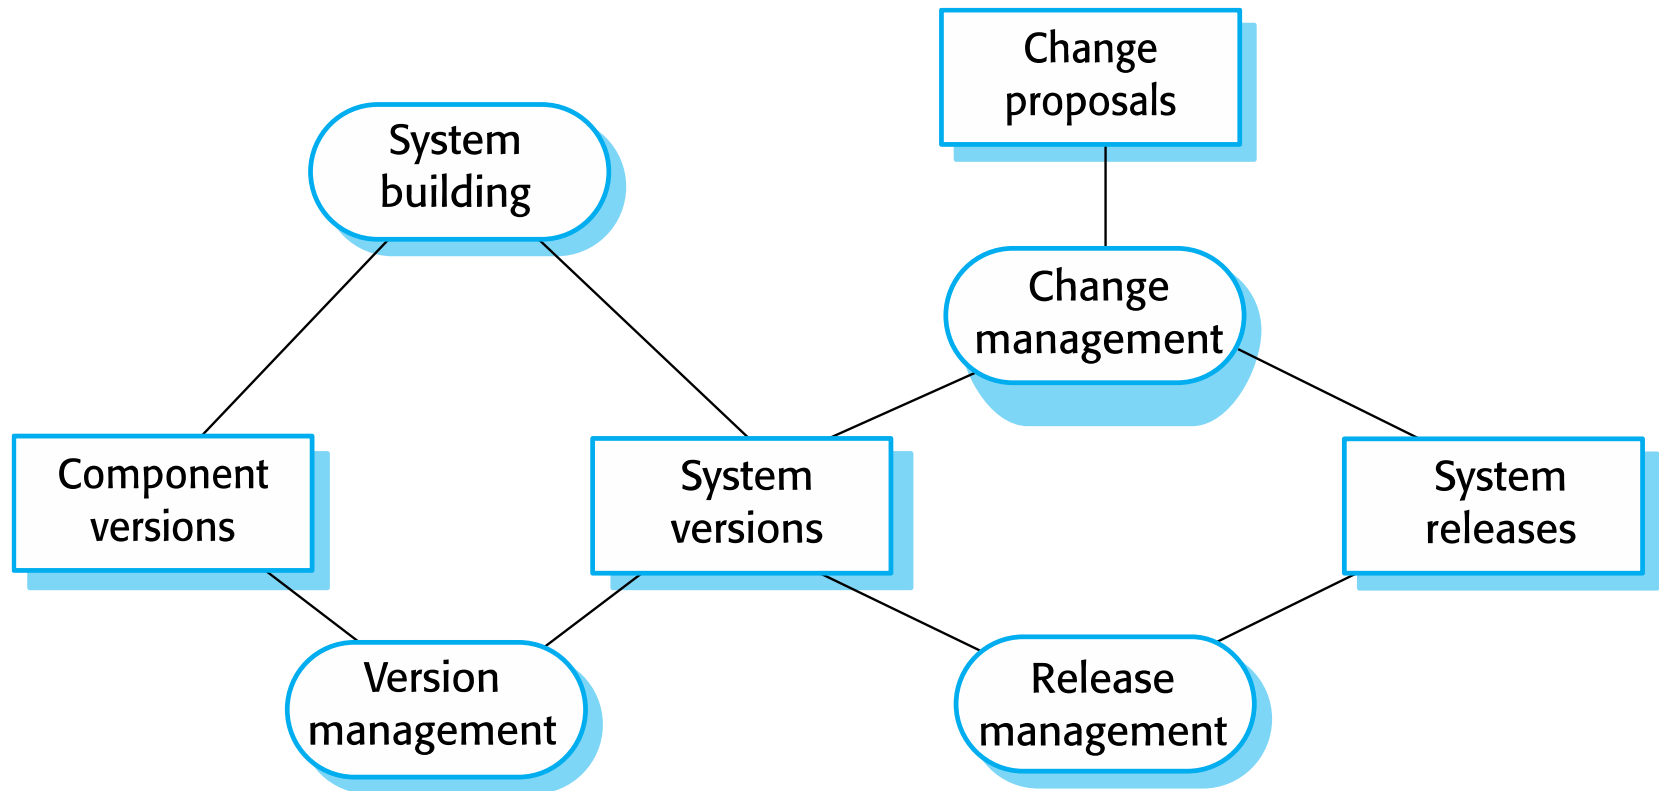 Change
proposals
System
building
Change
management
Component
versions
System
versions
System
releases
Version
management
Release
management